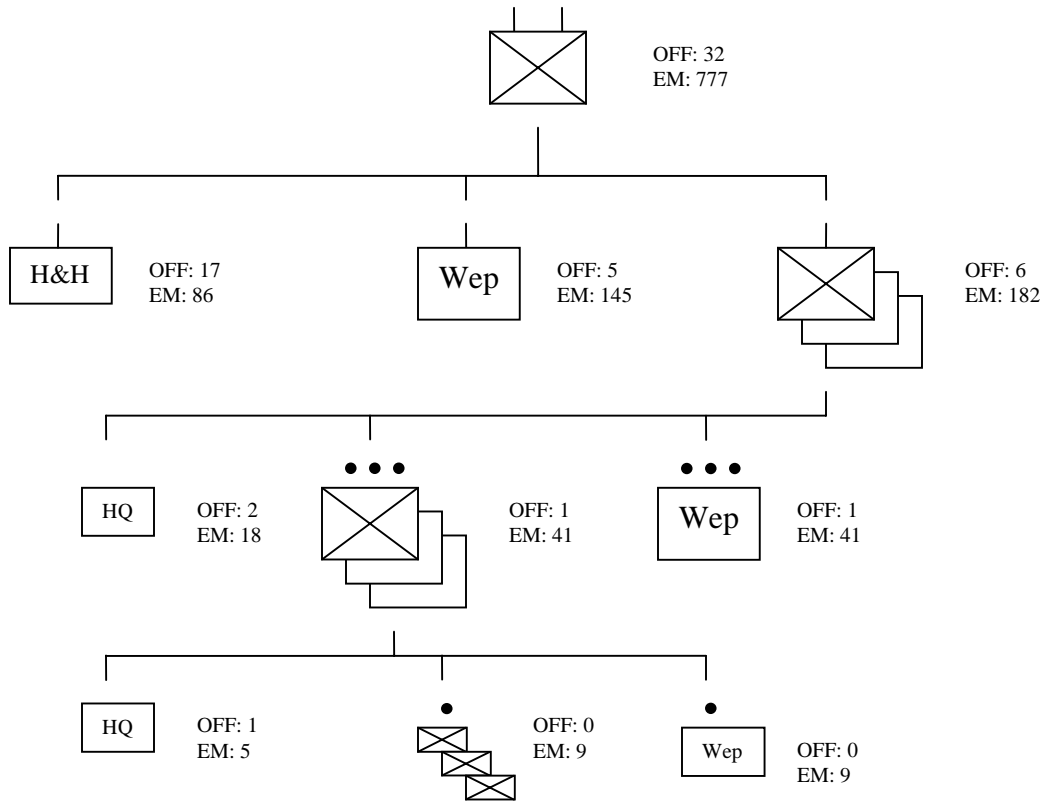 OFF: 32
EM: 777
H&H
OFF: 17
EM: 86
Wep
OFF: 5
EM: 145
OFF: 6
EM: 182
HQ
OFF: 2
EM: 18
OFF: 1
EM: 41
Wep
OFF: 1
EM: 41
HQ
OFF: 1
EM: 5
OFF: 0
EM: 9
Wep
OFF: 0
EM: 9